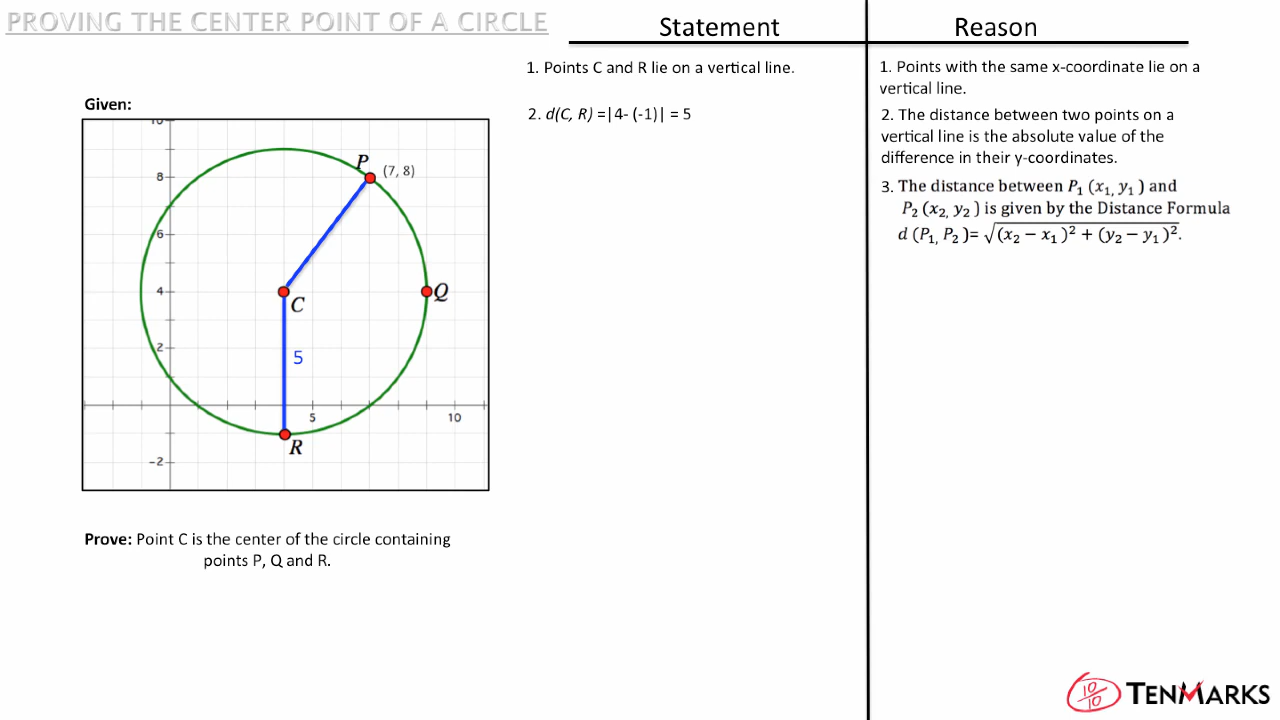 PROVING THE CENTER POINT OF A CIRCLE
Statement
Reason
1. Points C and R lie on a vertical line.
2. d(C, R) =|4- (-1)| = 5
1. Points with the same x-coordinate lie on a
vertical line.
2. The distance between two points on a
vertical line is the absolute value of the
difference in their y-coordinates.
3. The distance between P₁ (x₁, y₁ ) and
P₂ (x₂, y₂ ) is given by the Distance Formula
d (P₁, P₂ )= √(x₂ − x₁ )² + (y₂ − y₁ )².
Given:
10
P
(7, 8)
8
6
4
C
Q
2
5
5
10
R
-2
Prove: Point C is the center of the circle containing
points P, Q and R.
10/10 TENMARKS